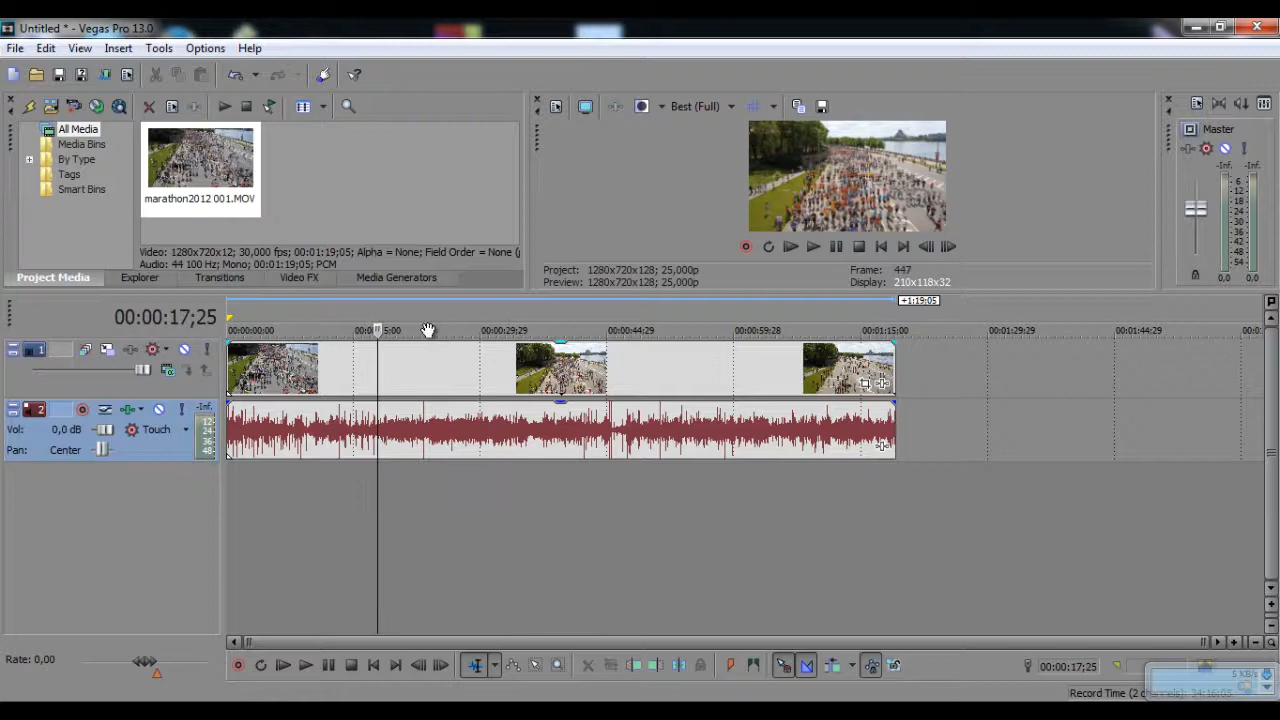 Untitled * - Vegas Pro 13.0
File Edit View Insert Tools Options Help
All Media
Media Bins
By Type
Tags
Smart Bins
marathon2012 001.MOV
Video: 1280x720x12; 30,000 fps; 00:01:19;05; Alpha = None; Field Order = None (
Audio: 44 100 Hz; Mono; 00:01:19;05; PCM
Project Media Explorer Transitions Video FX Media Generators
Best (Full)
Project: 1280x720x128; 25,000p
Preview: 1280x720x128; 25,000p
Frame: 447
Display: 210x118x32
Master
-Inf. -Inf.
6
12
18
24
30
36
42
48
54
0,0 0,0
+1:19;05
00:00:17;25
00:00:00;00 00:00:29;29 00:00:44;29 00:00:59;28 00:01:15;00 00:01:29;29 00:01:44;29
1
2
-Inf.
Vol: 0,0 dB Touch
Pan: Center
12
24
36
48
Rate: 0,00
00:00:17;25
5 KB/s
Record Time (2 channels): 34:16:05